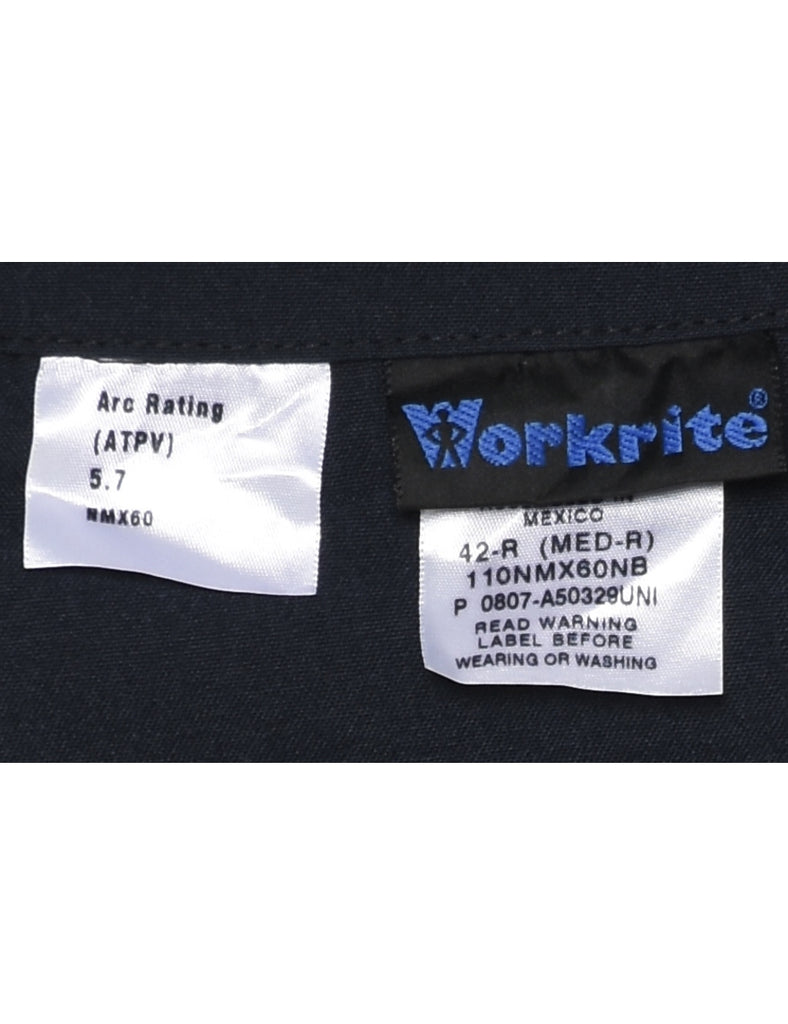 Arc Rating
(ATPV)
5.7
NMX60
Workrite®
MEXICO
42-R (MED-R)
110NMX60NB
P 0807-A50329UNI
READ WARNING
LABEL BEFORE
WEARING OR WASHING